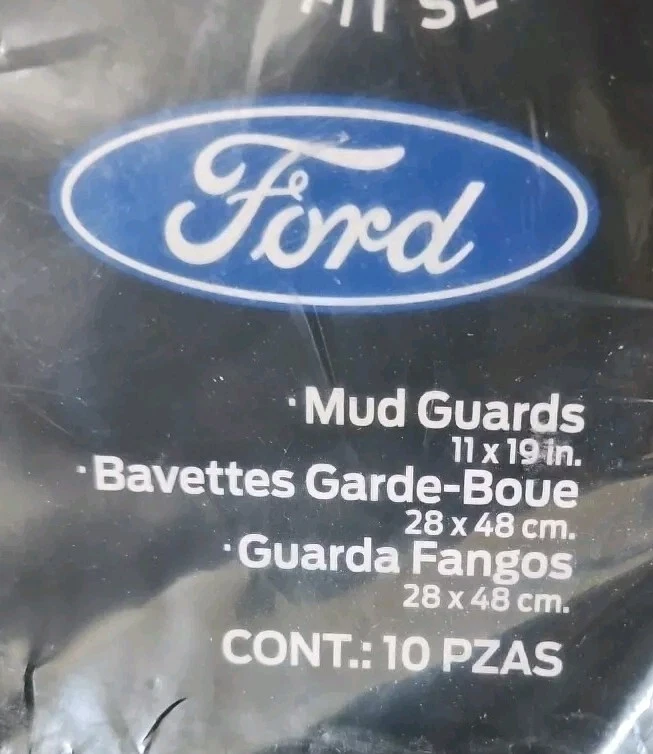 Ford
·Mud Guards
11 x 19 in.
·Bavettes Garde-Boue
28 x 48 cm.
·Guarda Fangos
28 x 48 cm.
CONT.: 10 PZAS